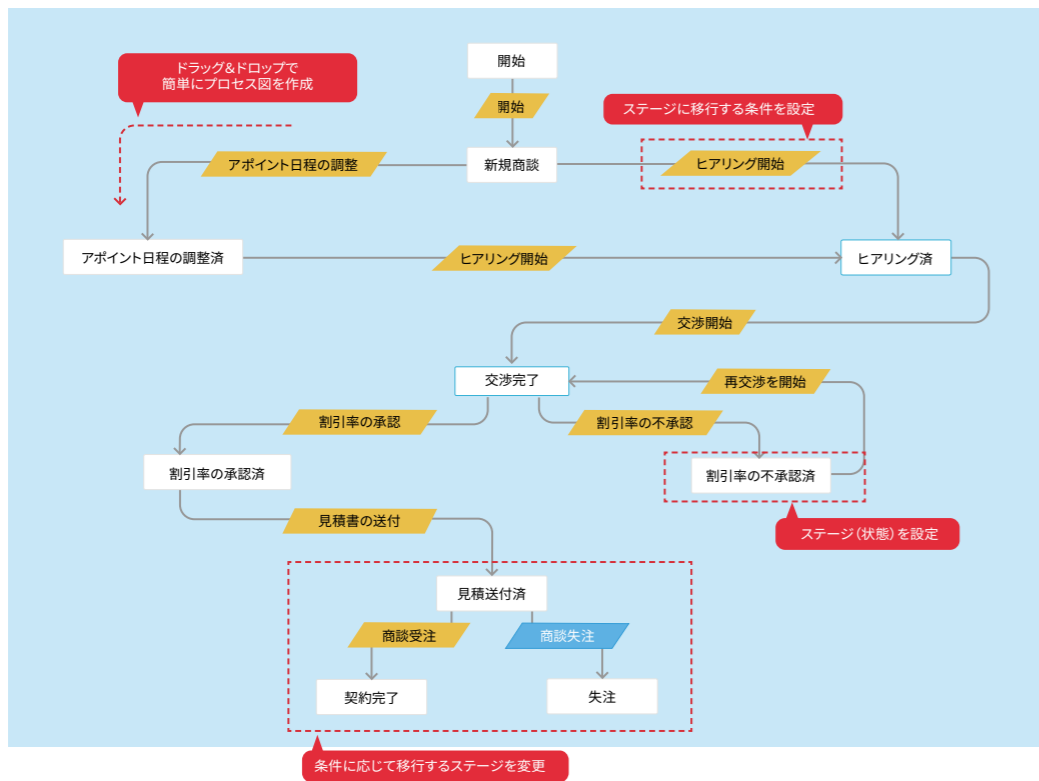 開始
ドラッグ&ドロップで
簡単にプロセス図を作成
開始
ステージに移行する条件を設定
アポイント日程の調整
新規商談
ヒアリング開始
アポイント日程の調整済
ヒアリング開始
ヒアリング済
交渉開始
交渉完了
再交渉を開始
割引率の承認
割引率の不承認
割引率の承認済
割引率の不承認済
見積書の送付
ステージ(状態)を設定
見積送付済
商談受注
商談失注
契約完了
失注
条件に応じて移行するステージを変更